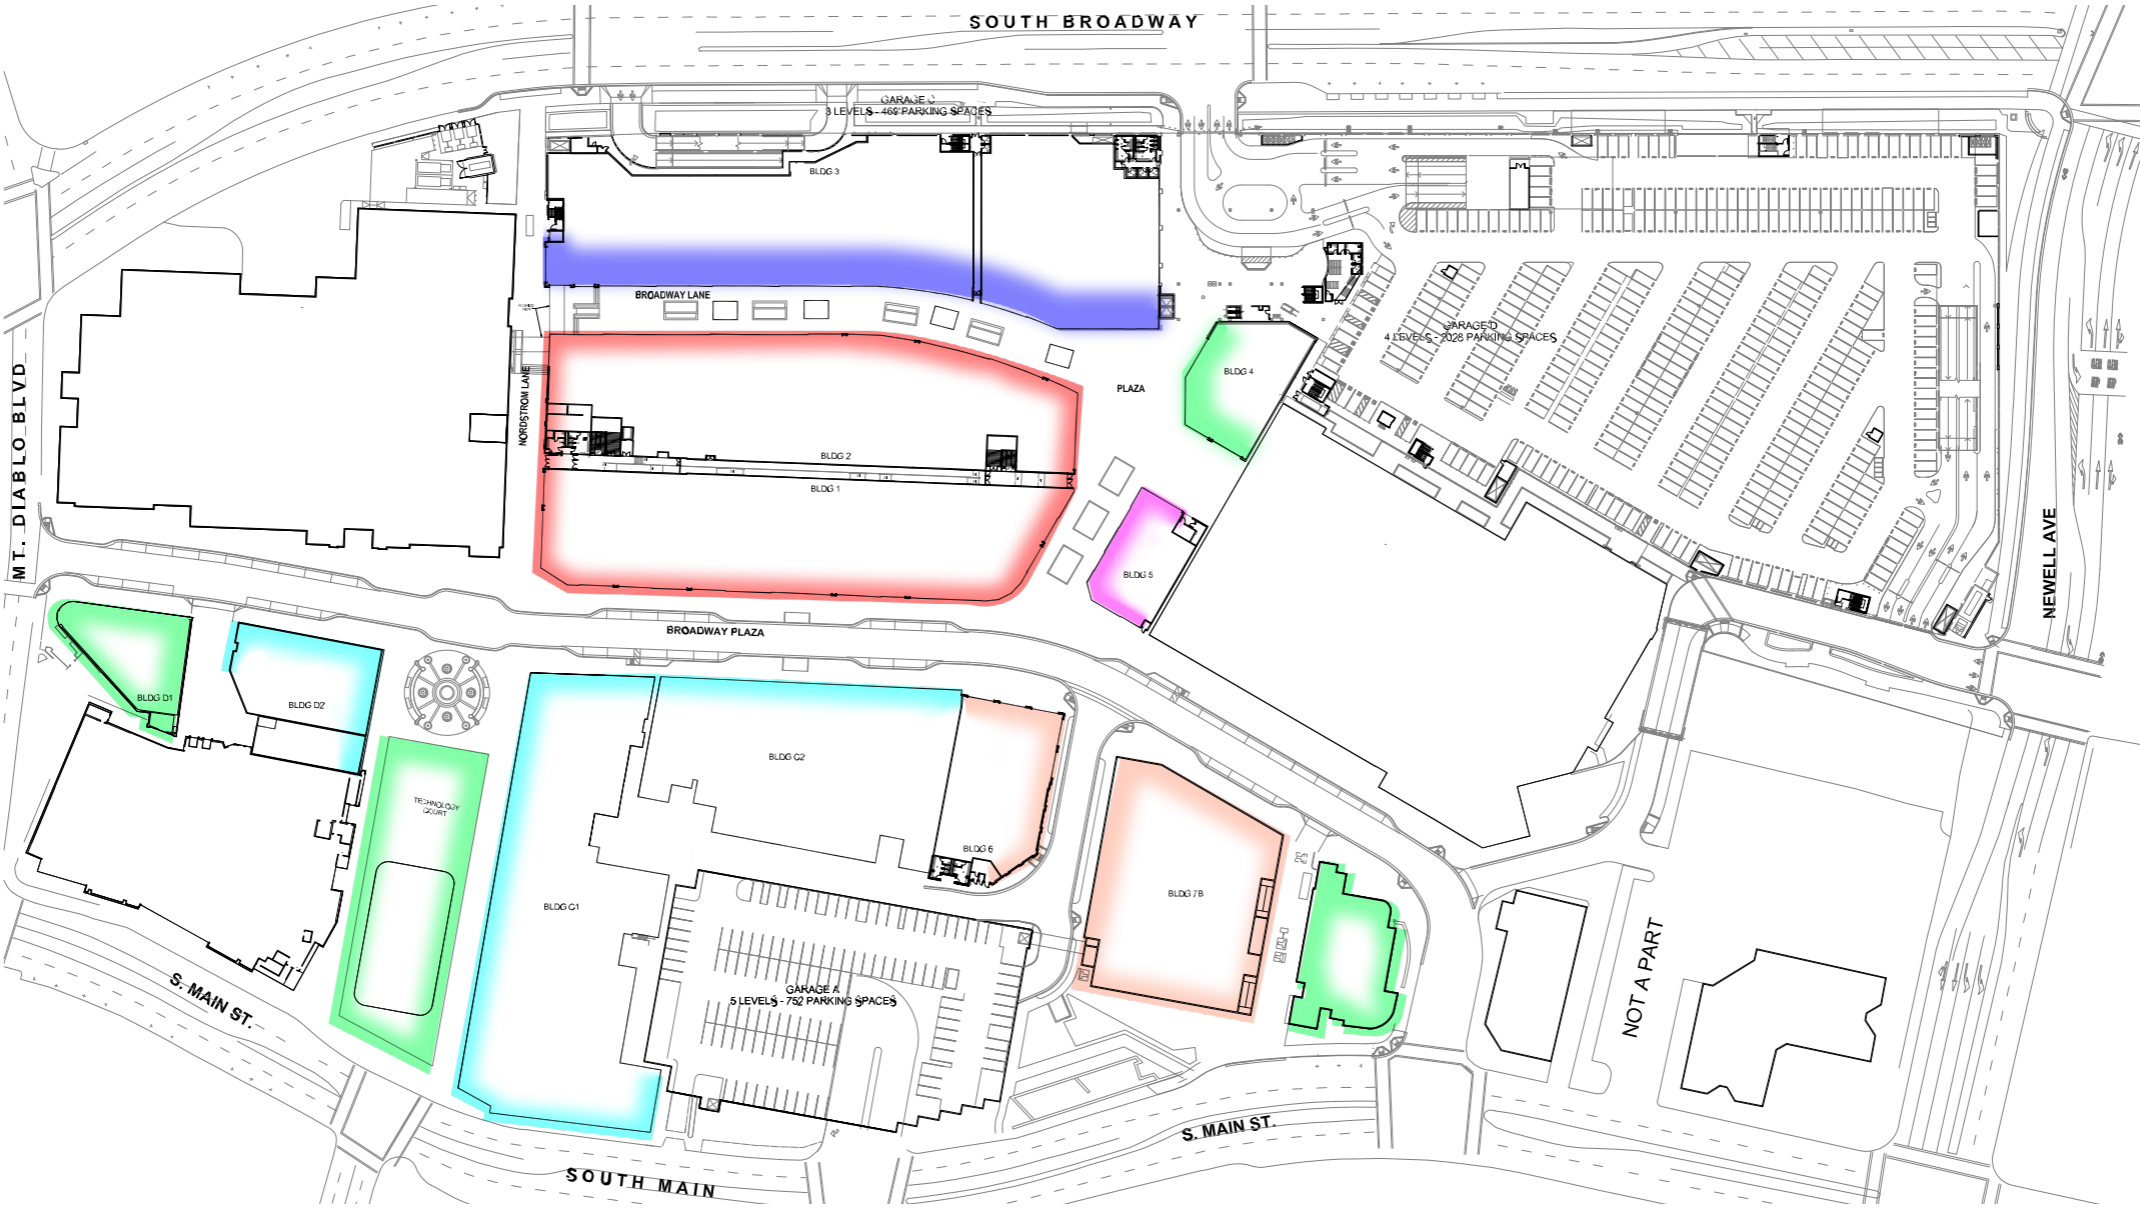 SOUTH BROADWAY
GARAGE C
3 LEVELS - 469 PARKING SPACES
BLDG 3
BROADWAY LANE
GARAGE D
4 LEVELS - 2028 PARKING SPACES
BLDG 4
PLAZA
MT. DIABLO BLVD
NORDSTROM LANE
BLDG 2
BLDG 1
BLDG 5
NEWELL AVE
BROADWAY PLAZA
BLDG D1
BLDG D2
BLDG C2
TECHNOLOGY
COURT
BLDG 6
BLDG 7B
BLDG C1
NOT A PART
GARAGE A
5 LEVELS - 752 PARKING SPACES
S. MAIN ST.
S. MAIN ST.
SOUTH MAIN